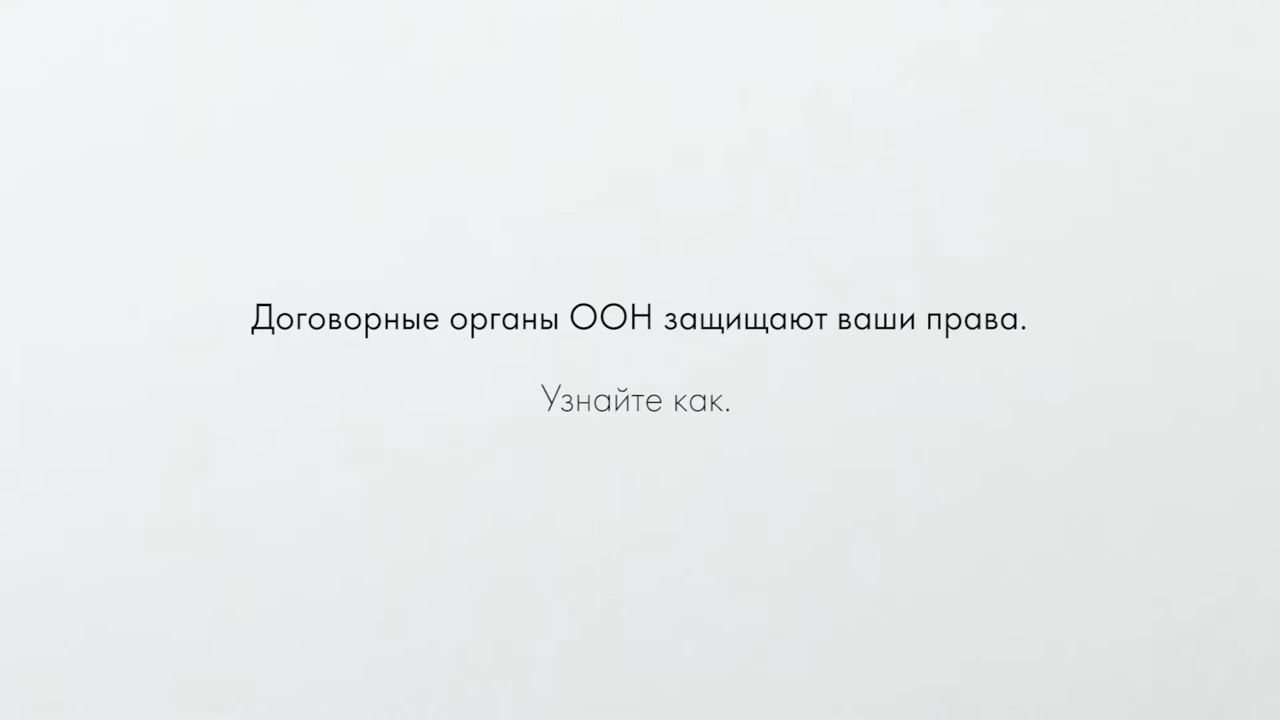 Договорные органы ООН защищают ваши права.
Узнайте как.